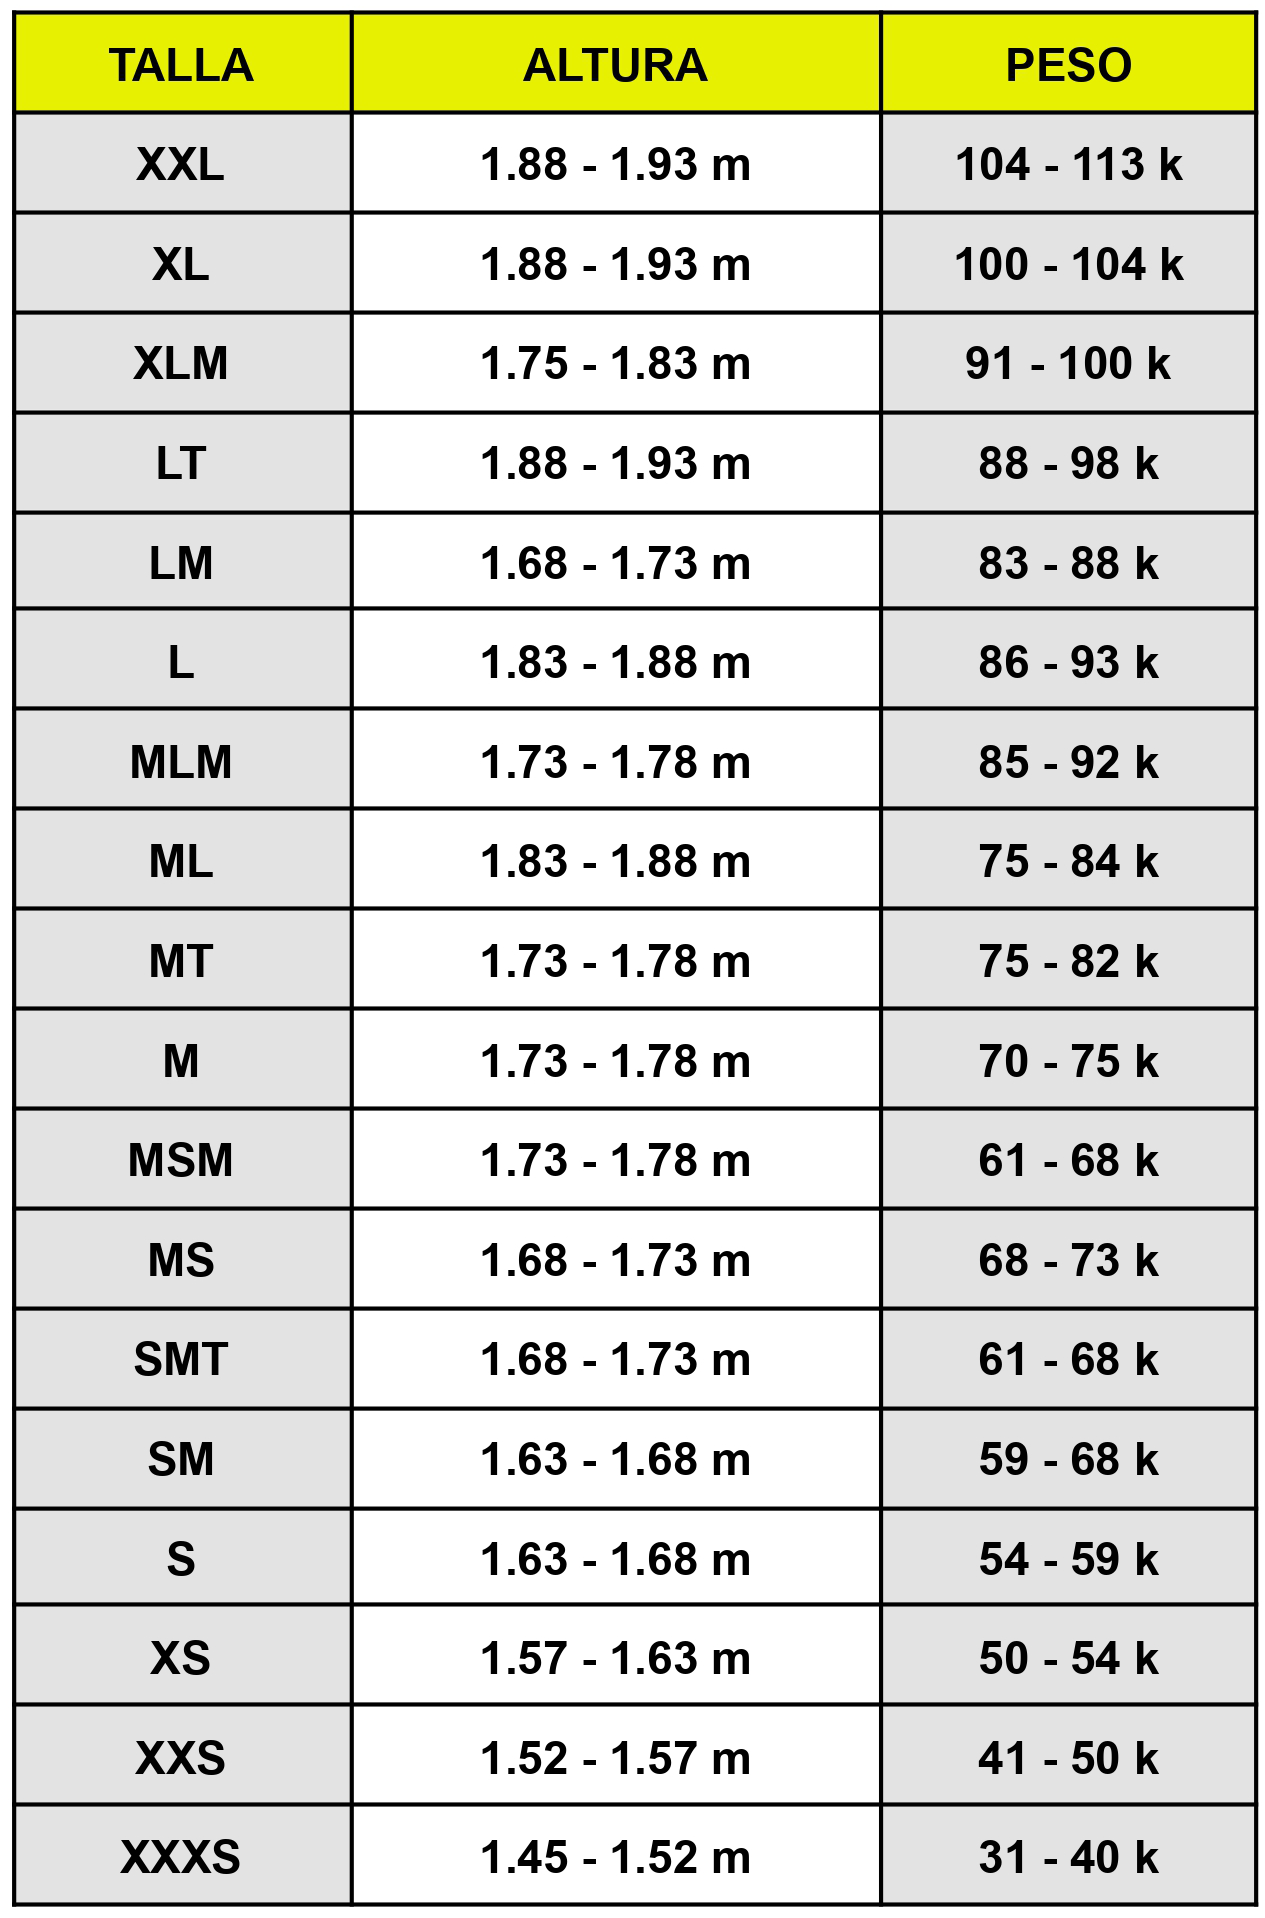 TALLA ALTURA PESO
XXL 1.88 - 1.93 m 104 - 113 k
XL 1.88 - 1.93 m 100 - 104 k
XLM 1.75 - 1.83 m 91 - 100 k
LT 1.88 - 1.93 m 88 - 98 k
LM 1.68 - 1.73 m 83 - 88 k
L 1.83 - 1.88 m 86 - 93 k
MLM 1.73 - 1.78 m 85 - 92 k
ML 1.83 - 1.88 m 75 - 84 k
MT 1.73 - 1.78 m 75 - 82 k
M 1.73 - 1.78 m 70 - 75 k
MSM 1.73 - 1.78 m 61 - 68 k
MS 1.68 - 1.73 m 68 - 73 k
SMT 1.68 - 1.73 m 61 - 68 k
SM 1.63 - 1.68 m 59 - 68 k
S 1.63 - 1.68 m 54 - 59 k
XS 1.57 - 1.63 m 50 - 54 k
XXS 1.52 - 1.57 m 41 - 50 k
XXXS 1.45 - 1.52 m 31 - 40 k